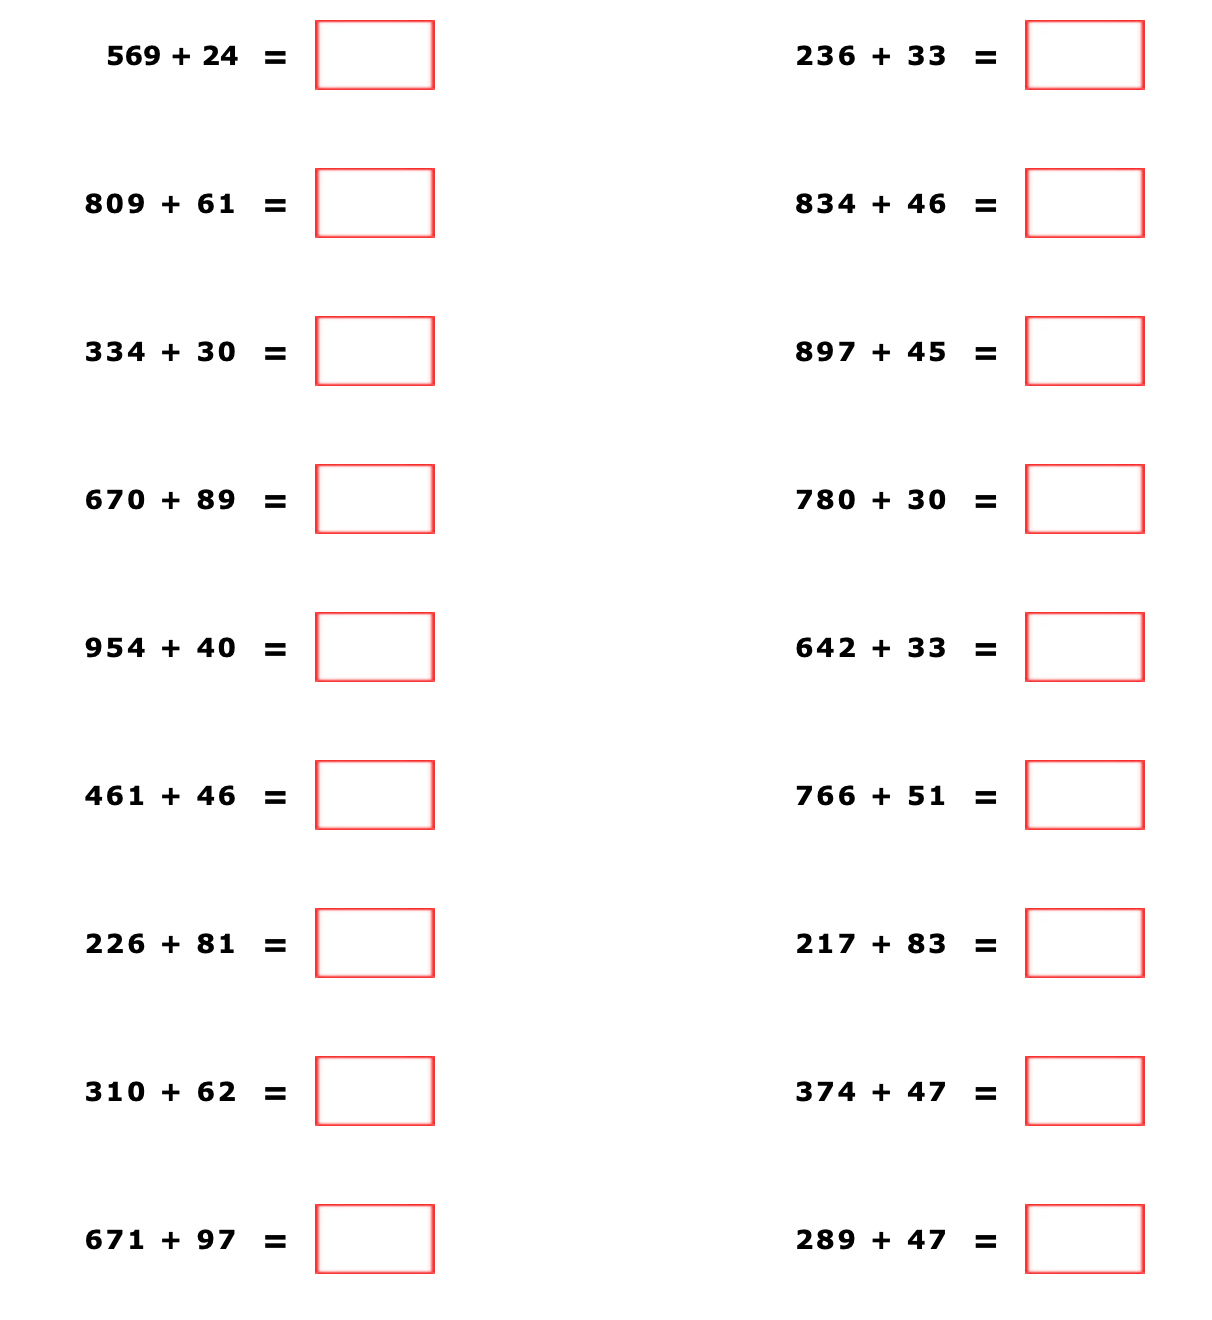 569 + 24 = 236 + 33 =
809 + 61 = 834 + 46 =
334 + 30 = 897 + 45 =
670 + 89 = 780 + 30 =
954 + 40 = 642 + 33 =
461 + 46 = 766 + 51 =
226 + 81 = 217 + 83 =
310 + 62 = 374 + 47 =
671 + 97 = 289 + 47 =